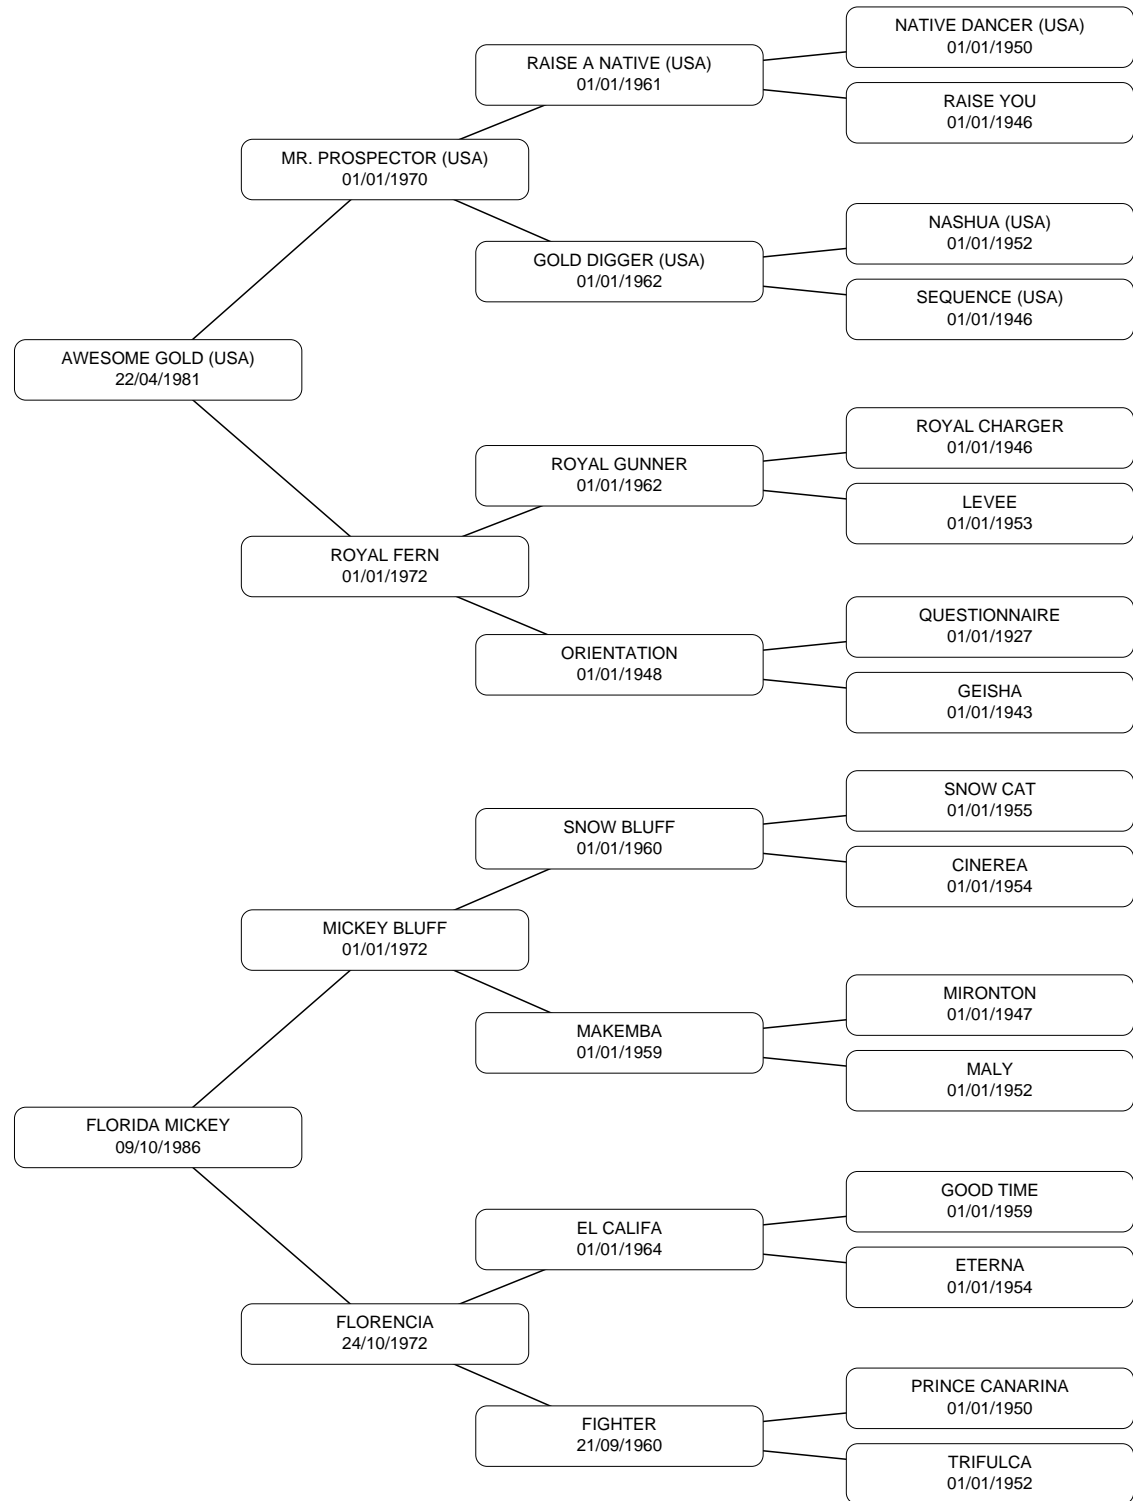 NATIVE DANCER (USA)
01/01/1950
RAISE A NATIVE (USA)
01/01/1961
RAISE YOU
01/01/1946
MR. PROSPECTOR (USA)
01/01/1970
NASHUA (USA)
01/01/1952
GOLD DIGGER (USA)
01/01/1962
SEQUENCE (USA)
01/01/1946
AWESOME GOLD (USA)
22/04/1981
ROYAL CHARGER
01/01/1946
ROYAL GUNNER
01/01/1962
LEVEE
01/01/1953
ROYAL FERN
01/01/1972
QUESTIONNAIRE
01/01/1927
ORIENTATION
01/01/1948
GEISHA
01/01/1943
SNOW CAT
01/01/1955
SNOW BLUFF
01/01/1960
CINEREA
01/01/1954
MICKEY BLUFF
01/01/1972
MIRONTON
01/01/1947
MAKEMBA
01/01/1959
MALY
01/01/1952
FLORIDA MICKEY
09/10/1986
GOOD TIME
01/01/1959
EL CALIFA
01/01/1964
ETERNA
01/01/1954
FLORENCIA
24/10/1972
PRINCE CANARINA
01/01/1950
FIGHTER
21/09/1960
TRIFULCA
01/01/1952